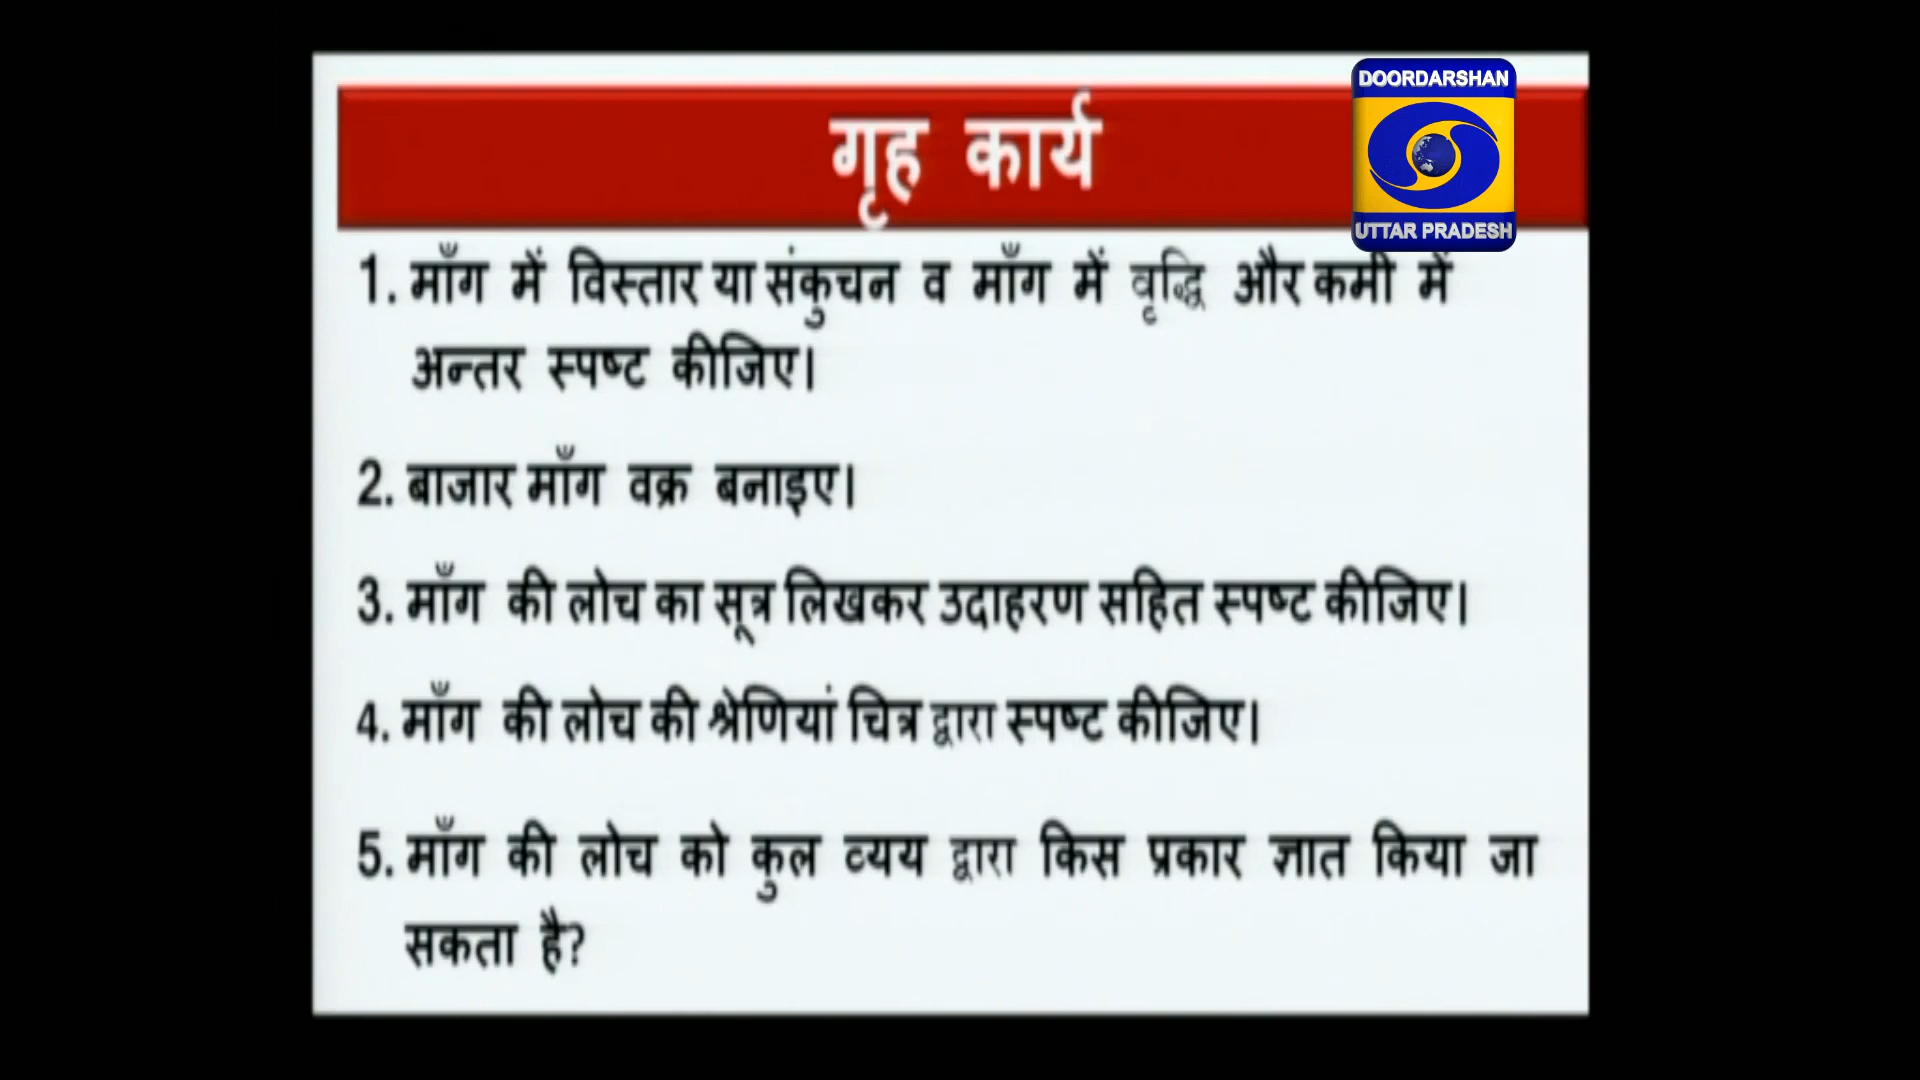 DOORDARSHAN
UTTAR PRADESH
गृह कार्य
1. माँग में विस्तार या संकुचन व माँग में वृद्धि और कमी में
अन्तर स्पष्ट कीजिए।
2. बाजार माँग वक्र बनाइए।
3. माँग की लोच का सूत्र लिखकर उदाहरण सहित स्पष्ट कीजिए।
4. माँग की लोच की श्रेणियां चित्र द्वारा स्पष्ट कीजिए।
5. माँग की लोच को कुल व्यय द्वारा किस प्रकार ज्ञात किया जा
सकता है?